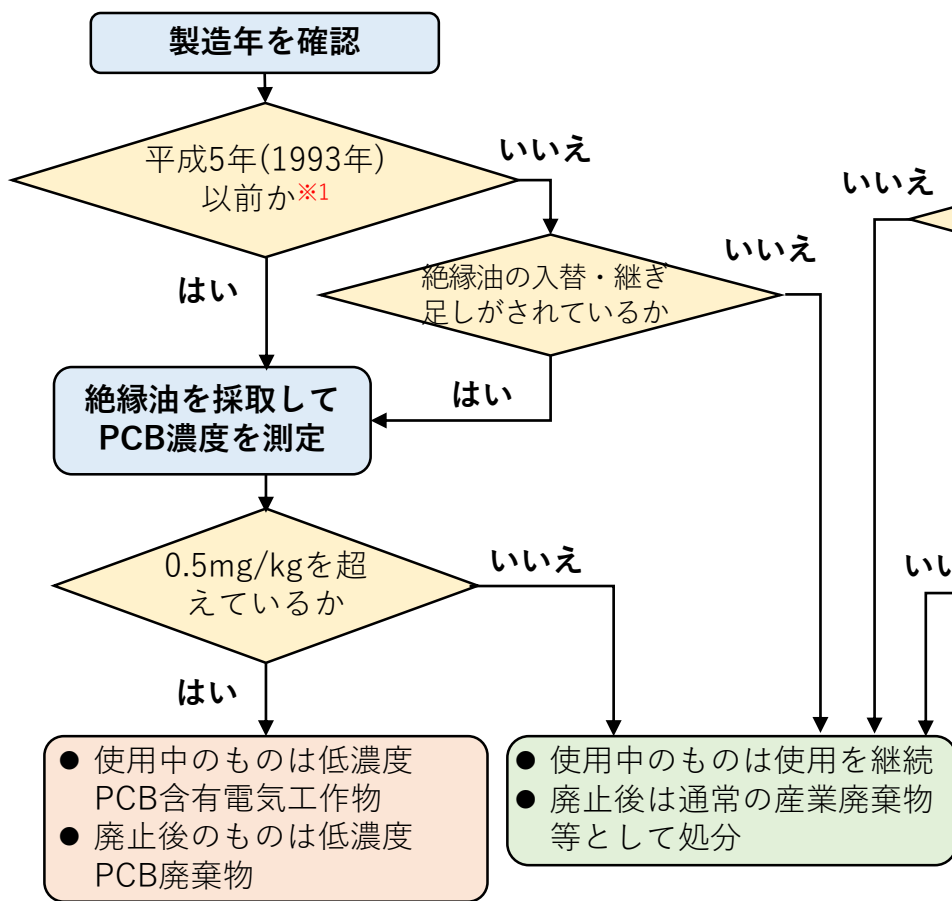 製造年を確認
平成5年(1993年)
以前か※1
いいえ
いいえ
はい
絶縁油の入替・継ぎ
足しがされているか
いいえ
絶縁油を採取して
PCB濃度を測定
はい
0.5mg/kgを超
えているか
いいえ
はい
● 使用中のものは低濃度
PCB含有電気工作物
● 廃止後のものは低濃度
PCB廃棄物
● 使用中のものは使用を継続
● 廃止後は通常の産業廃棄物
等として処分